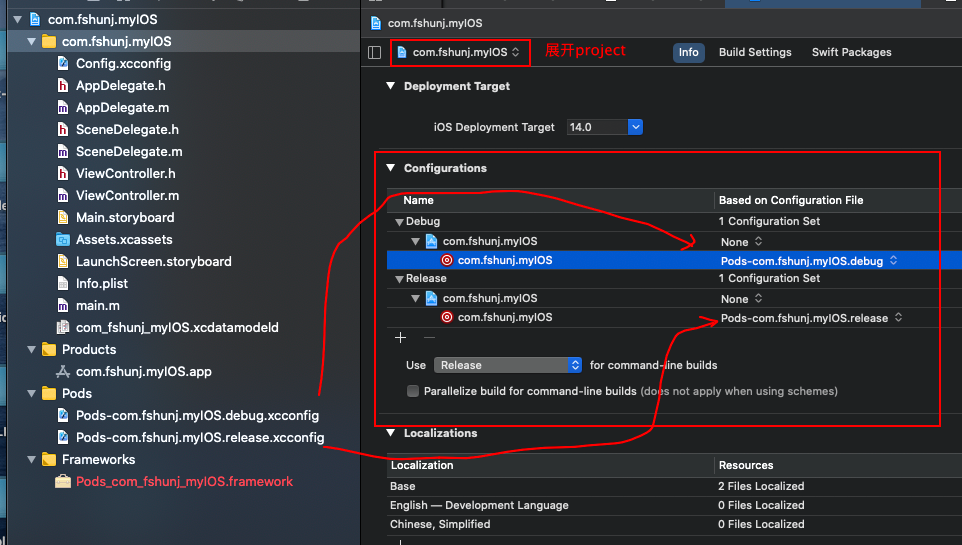 com.fshunj.myIOS
com.fshunj.myIOS
Config.xcconfig
AppDelegate.h
AppDelegate.m
SceneDelegate.h
SceneDelegate.m
ViewController.h
ViewController.m
Main.storyboard
Assets.xcassets
LaunchScreen.storyboard
Info.plist
main.m
com_fshunj_myIOS.xcdatamodeld
Products
com.fshunj.myIOS.app
Pods
Pods-com.fshunj.myIOS.debug.xcconfig
Pods-com.fshunj.myIOS.release.xcconfig
Frameworks
Pods_com_fshunj_myIOS.framework
com.fshunj.myIOS
com.fshunj.myIOS 展开project Info Build Settings Swift Packages
Deployment Target
iOS Deployment Target 14.0
Configurations
Name Based on Configuration File
Debug 1 Configuration Set
com.fshunj.myIOS None
com.fshunj.myIOS Pods-com.fshunj.myIOS.debug
Release 1 Configuration Set
com.fshunj.myIOS None
com.fshunj.myIOS Pods-com.fshunj.myIOS.release
Use Release for command-line builds
Parallelize build for command-line builds (does not apply when using schemes)
Localizations
Localization Resources
Base 2 Files Localized
English — Development Language 0 Files Localized
Chinese, Simplified 0 Files Localized